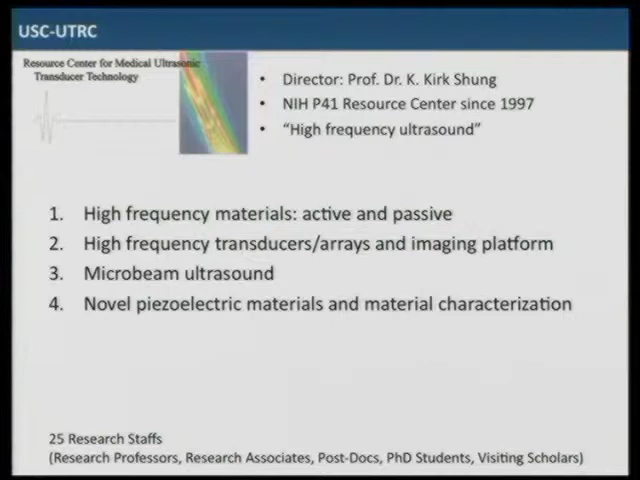 USC-UTRC
Resource Center for Medical Ultrasonic
Transducer Technology
• Director: Prof. Dr. K. Kirk Shung
• NIH P41 Resource Center since 1997
• “High frequency ultrasound”
1. High frequency materials: active and passive
2. High frequency transducers/arrays and imaging platform
3. Microbeam ultrasound
4. Novel piezoelectric materials and material characterization
25 Research Staffs
(Research Professors, Research Associates, Post-Docs, PhD Students, Visiting Scholars)